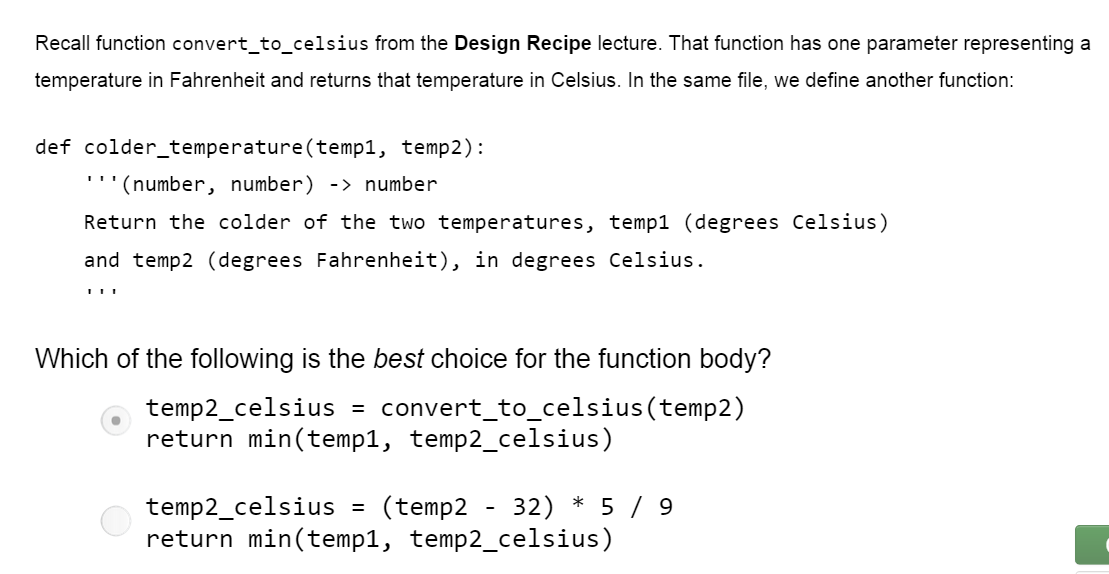 Recall function convert_to_celsius from the Design Recipe lecture. That function has one parameter representing a
temperature in Fahrenheit and returns that temperature in Celsius. In the same file, we define another function:
def colder_temperature(temp1, temp2):
'''(number, number) -> number
Return the colder of the two temperatures, temp1 (degrees Celsius)
and temp2 (degrees Fahrenheit), in degrees Celsius.
'''
Which of the following is the best choice for the function body?
temp2_celsius = convert_to_celsius(temp2)
return min(temp1, temp2_celsius)
temp2_celsius = (temp2 - 32) * 5 / 9
return min(temp1, temp2_celsius)